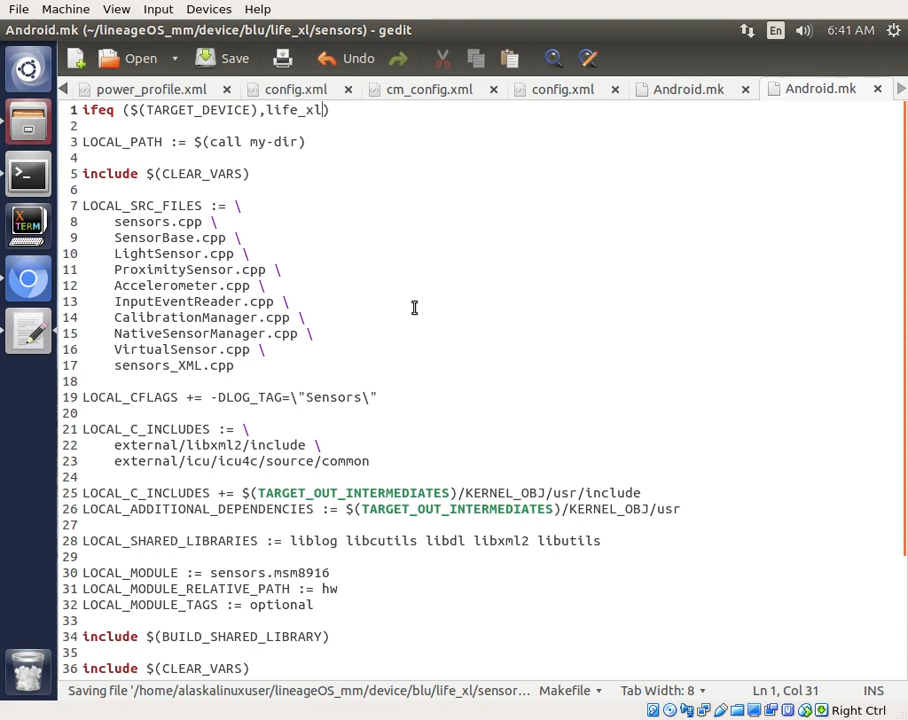 File Machine View Input Devices Help
Android.mk (~/lineageOS_mm/device/blu/life_xl/sensors) - gedit En 6:41 AM
Open Save Undo
power_profile.xml config.xml cm_config.xml config.xml Android.mk Android.mk
1 ifeq ($(TARGET_DEVICE),life_xl)
2
3 LOCAL_PATH := $(call my-dir)
4
5 include $(CLEAR_VARS)
6
7 LOCAL_SRC_FILES := \
8 sensors.cpp \
9 SensorBase.cpp \
10 LightSensor.cpp \
11 ProximitySensor.cpp \
12 Accelerometer.cpp \
13 InputEventReader.cpp \
14 CalibrationManager.cpp \
15 NativeSensorManager.cpp \
16 VirtualSensor.cpp \
17 sensors_XML.cpp
18
19 LOCAL_CFLAGS += -DLOG_TAG=\"Sensors\"
20
21 LOCAL_C_INCLUDES := \
22 external/libxml2/include \
23 external/icu/icu4c/source/common
24
25 LOCAL_C_INCLUDES += $(TARGET_OUT_INTERMEDIATES)/KERNEL_OBJ/usr/include
26 LOCAL_ADDITIONAL_DEPENDENCIES := $(TARGET_OUT_INTERMEDIATES)/KERNEL_OBJ/usr
27
28 LOCAL_SHARED_LIBRARIES := liblog libcutils libdl libxml2 libutils
29
30 LOCAL_MODULE := sensors.msm8916
31 LOCAL_MODULE_RELATIVE_PATH := hw
32 LOCAL_MODULE_TAGS := optional
33
34 include $(BUILD_SHARED_LIBRARY)
35
36 include $(CLEAR_VARS)
Saving file '/home/alaskalinuxuser/lineageOS_mm/device/blu/life_xl/sensor... Makefile Tab Width: 8 Ln 1, Col 31 INS
Right Ctrl
X TERM